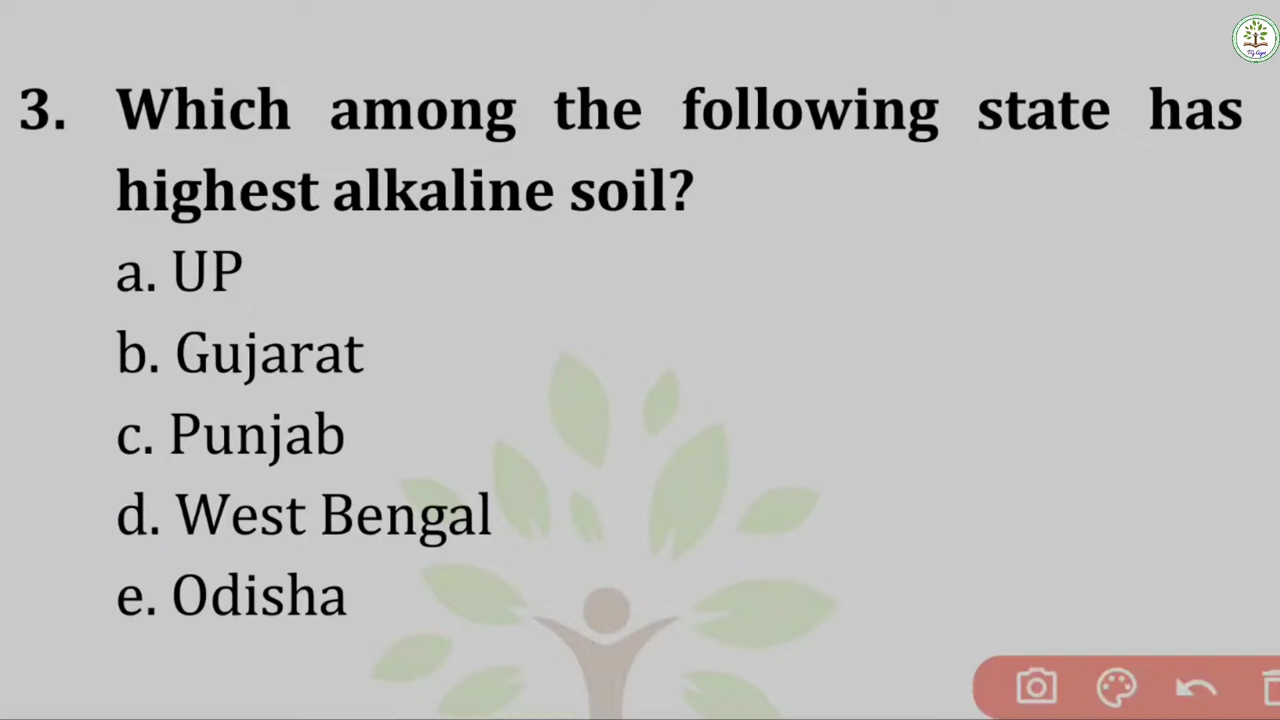 3. Which among the following state has
highest alkaline soil?
a. UP
b. Gujarat
c. Punjab
d. West Bengal
e. Odisha